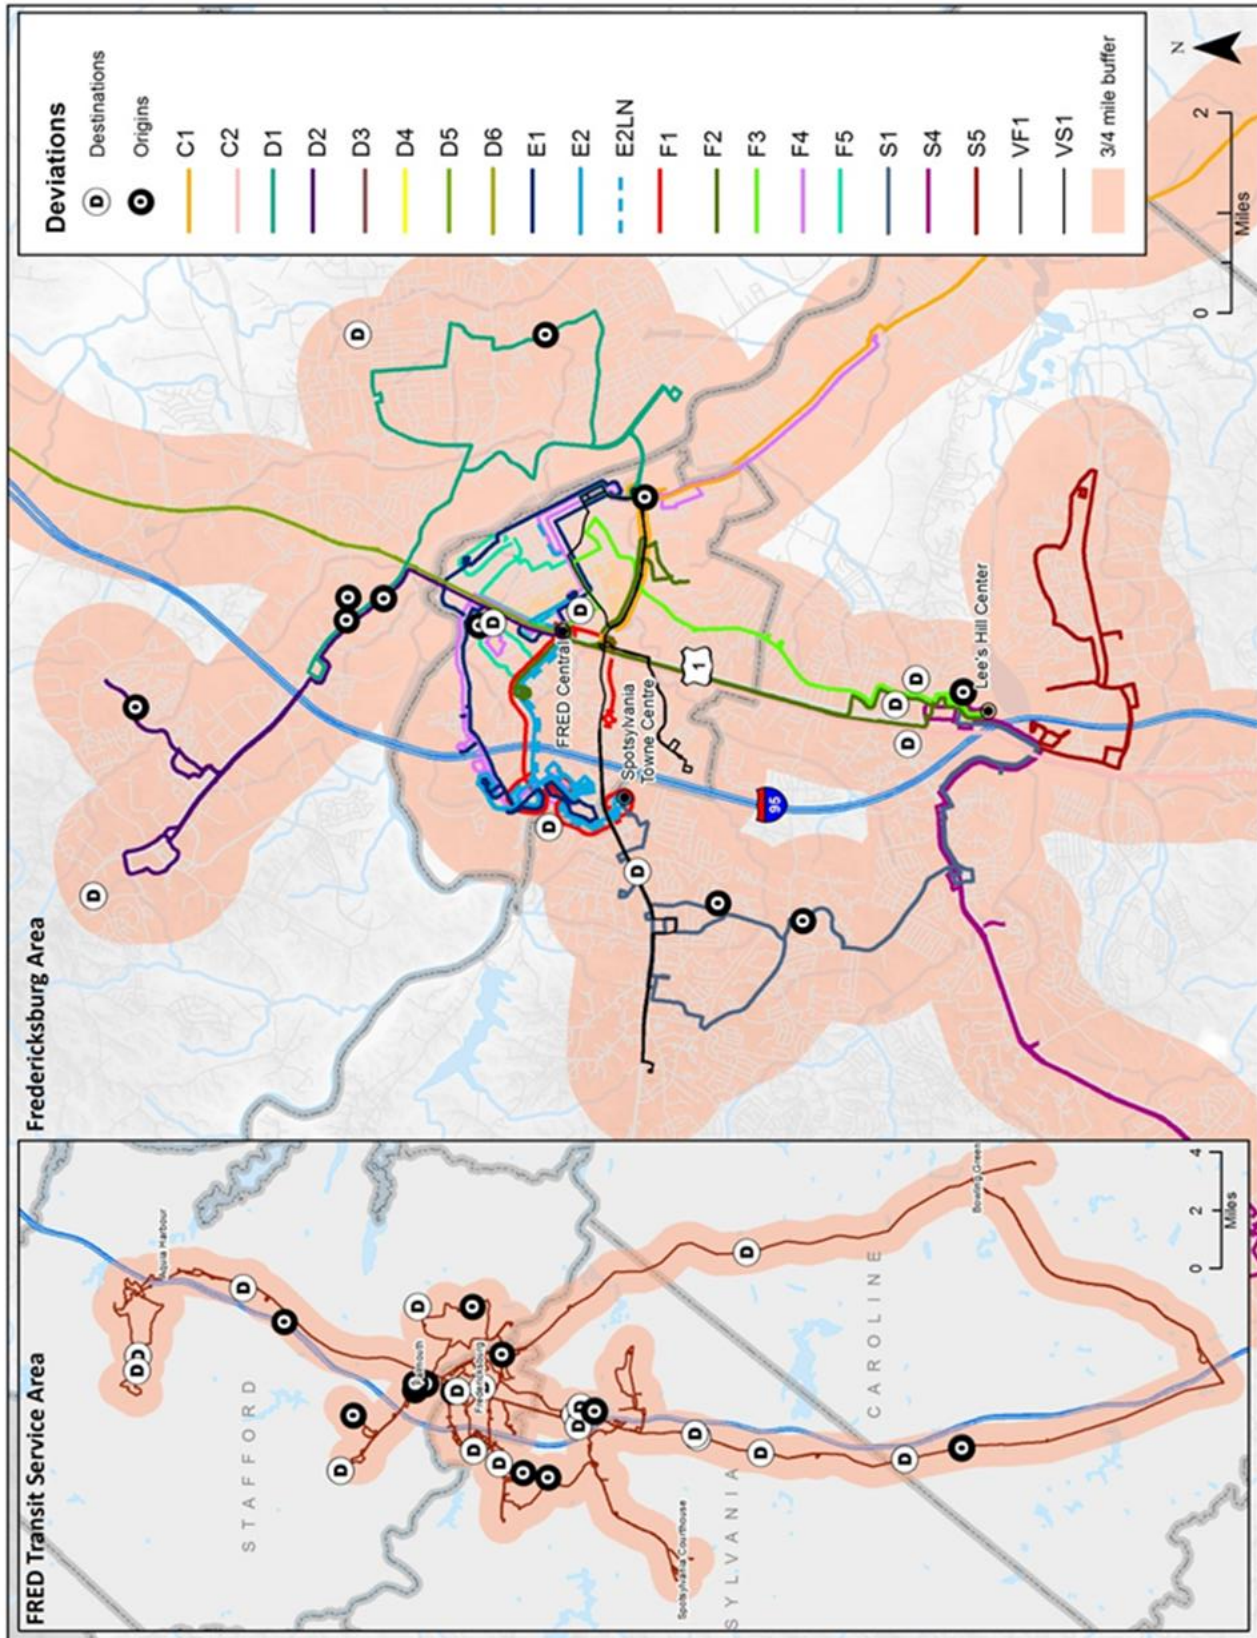 FRED Transit Service Area
STAFFORD
Aquia Harbour
D
D
D
O
D
O
D
O
Falmouth
Fredericksburg
D
O
D
D
D
O
O
D
D
O
D
D
D
CAROLINE
D
O
Spotsylvania Courthouse
SYLVANIA
Bowling Green
0
2
4
Miles
Fredericksburg Area
D
O
O
O
O
D
O
O
D
O
D
FRED Central
D
Spotsylvania
Towne Centre
D
O
O
1
95
D
D
D
O
Lee's Hill Center
Deviations
D Destinations
O Origins
C1
C2
D1
D2
D3
D4
D5
D6
E1
E2
E2LN
F1
F2
F3
F4
F5
S1
S4
S5
VF1
VS1
3/4 mile buffer
N
0
2
Miles